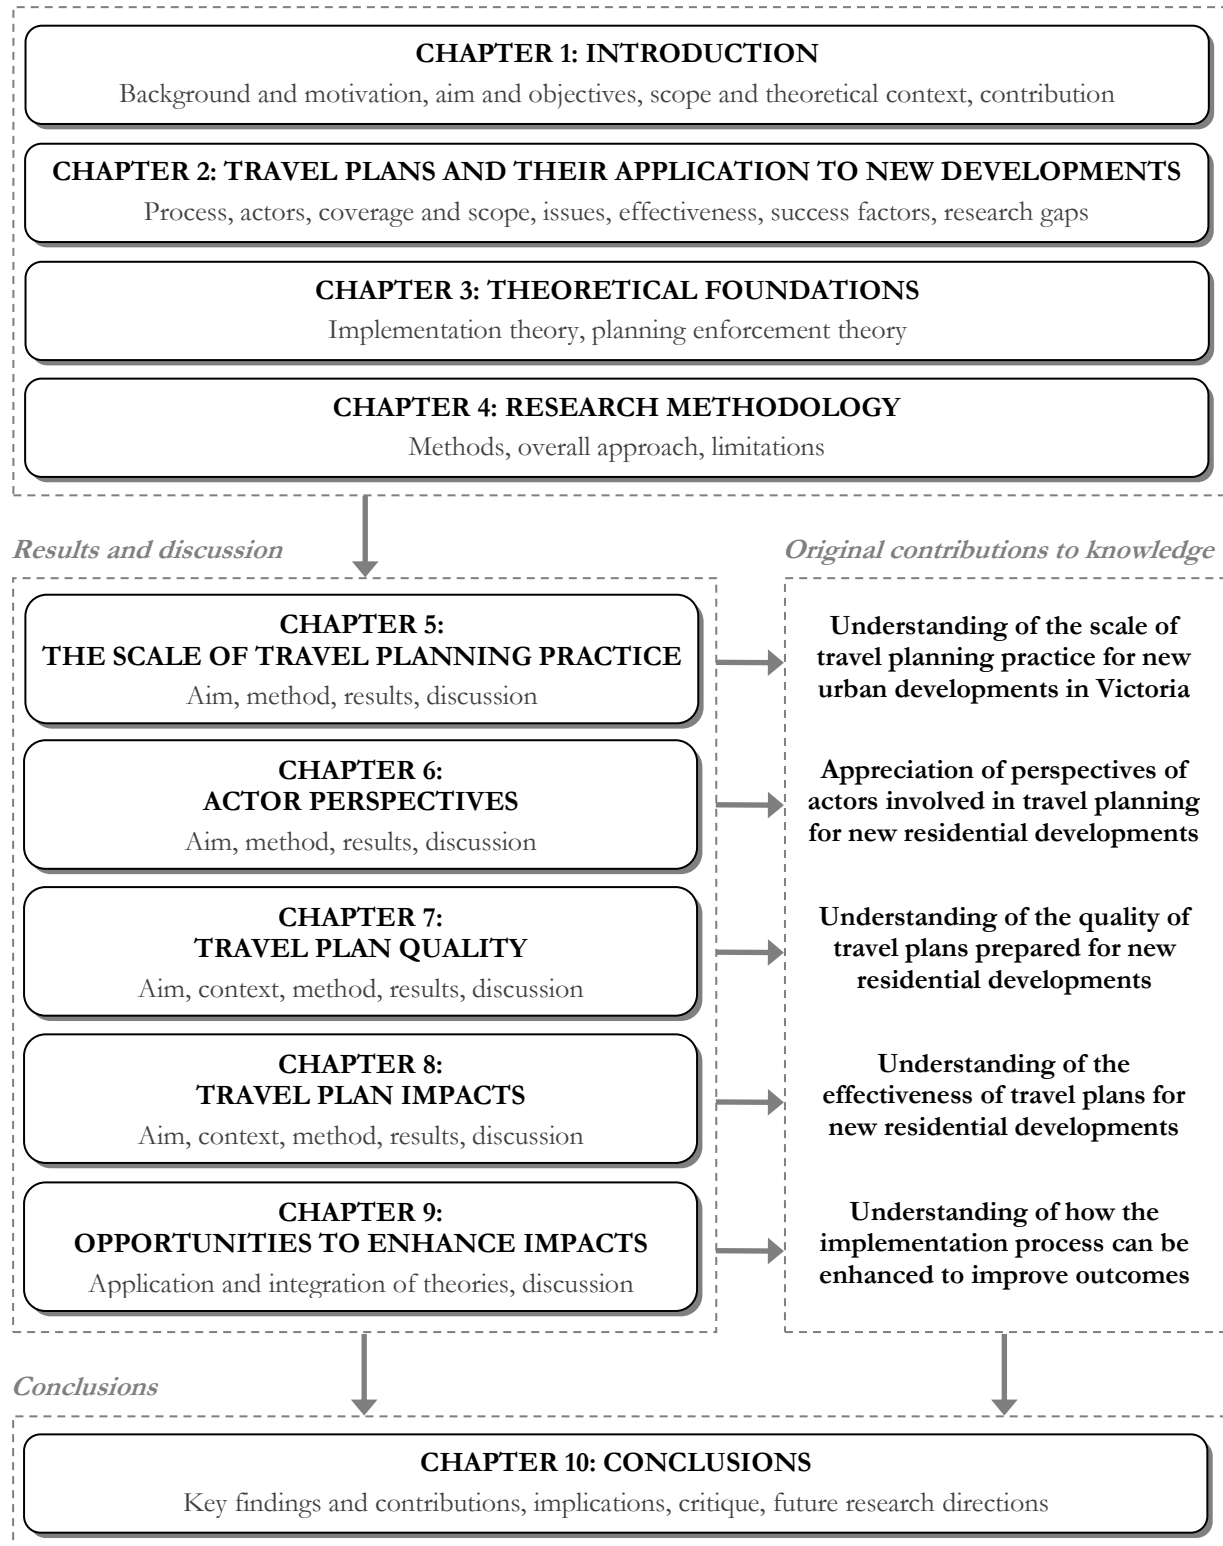 CHAPTER 1: INTRODUCTION
Background and motivation, aim and objectives, scope and theoretical context, contribution
CHAPTER 2: TRAVEL PLANS AND THEIR APPLICATION TO NEW DEVELOPMENTS
Process, actors, coverage and scope, issues, effectiveness, success factors, research gaps
CHAPTER 3: THEORETICAL FOUNDATIONS
Implementation theory, planning enforcement theory
CHAPTER 4: RESEARCH METHODOLOGY
Methods, overall approach, limitations
Results and discussion
CHAPTER 5:
THE SCALE OF TRAVEL PLANNING PRACTICE
Aim, method, results, discussion
CHAPTER 6:
ACTOR PERSPECTIVES
Aim, method, results, discussion
CHAPTER 7:
TRAVEL PLAN QUALITY
Aim, context, method, results, discussion
CHAPTER 8:
TRAVEL PLAN IMPACTS
Aim, context, method, results, discussion
CHAPTER 9:
OPPORTUNITIES TO ENHANCE IMPACTS
Application and integration of theories, discussion
Original contributions to knowledge
Understanding of the scale of
travel planning practice for new
urban developments in Victoria
Appreciation of perspectives of
actors involved in travel planning
for new residential developments
Understanding of the quality of
travel plans prepared for new
residential developments
Understanding of the
effectiveness of travel plans for
new residential developments
Understanding of how the
implementation process can be
enhanced to improve outcomes
Conclusions
CHAPTER 10: CONCLUSIONS
Key findings and contributions, implications, critique, future research directions